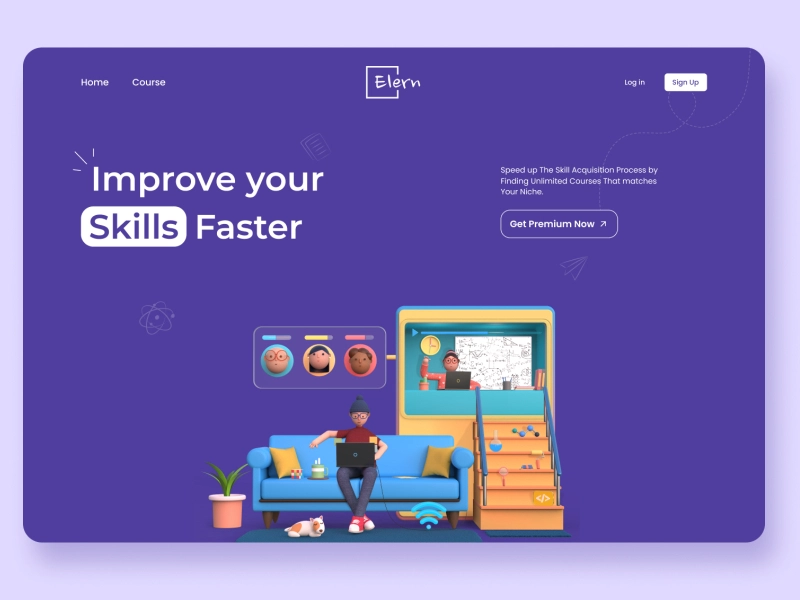 Home
Course
Elern
Log in
Sign Up
Improve your
Skills Faster
Speed up The Skill Acquisition Process by
Finding Unlimited Courses That matches
Your Niche.
Get Premium Now
</>